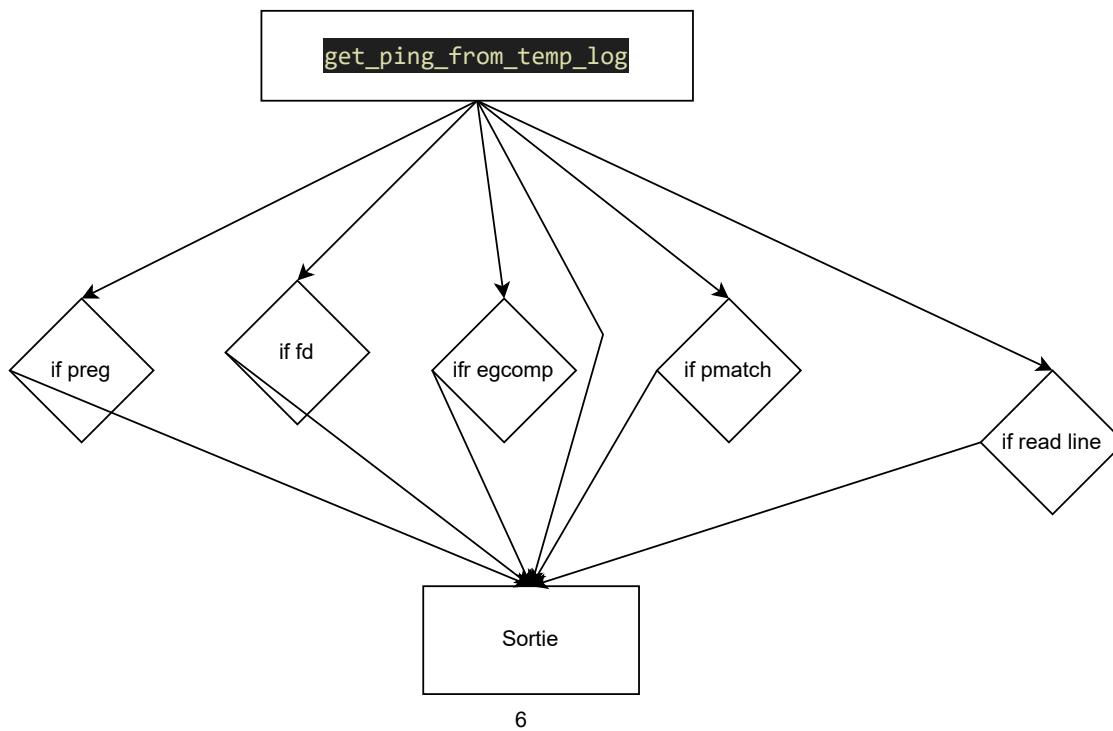 get_ping_from_temp_log
if preg
if fd
ifr egcomp
if pmatch
if read line
Sortie
6